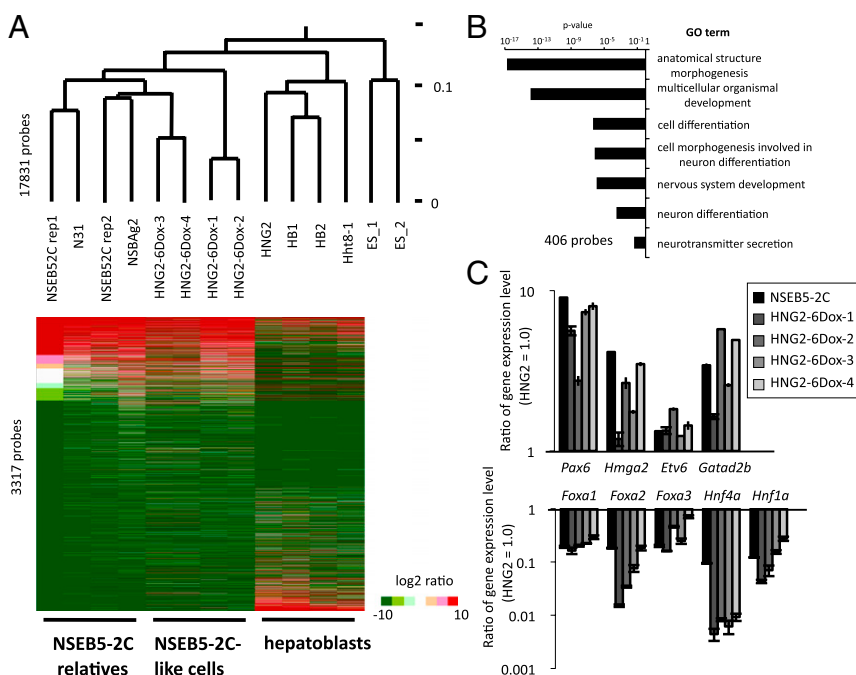 A
17831 probes
0.1
0
NSEB52C rep1
N31
NSEB52C rep2
NSBAg2
HNG2-6Dox-3
HNG2-6Dox-4
HNG2-6Dox-1
HNG2-6Dox-2
HNG2
HB1
HB2
Hht8-1
ES_1
ES_2
3317 probes
log2 ratio
-10 10
NSEB5-2C
relatives
NSEB5-2C-
like cells
hepatoblasts
B
p-value
GO term
10⁻¹⁷ 10⁻¹³ 10⁻⁹ 10⁻⁵ 10⁻¹
anatomical structure
morphogenesis
multicellular organismal
development
cell differentiation
cell morphogenesis involved in
neuron differentiation
nervous system development
neuron differentiation
neurotransmitter secretion
406 probes
C
Ratio of gene expression level
(HNG2 = 1.0)
10
1
Pax6 Hmga2 Etv6 Gatad2b
NSEB5-2C
HNG2-6Dox-1
HNG2-6Dox-2
HNG2-6Dox-3
HNG2-6Dox-4
Foxa1 Foxa2 Foxa3 Hnf4a Hnf1a
Ratio of gene expression level
(HNG2 = 1.0)
1
0.1
0.01
0.001